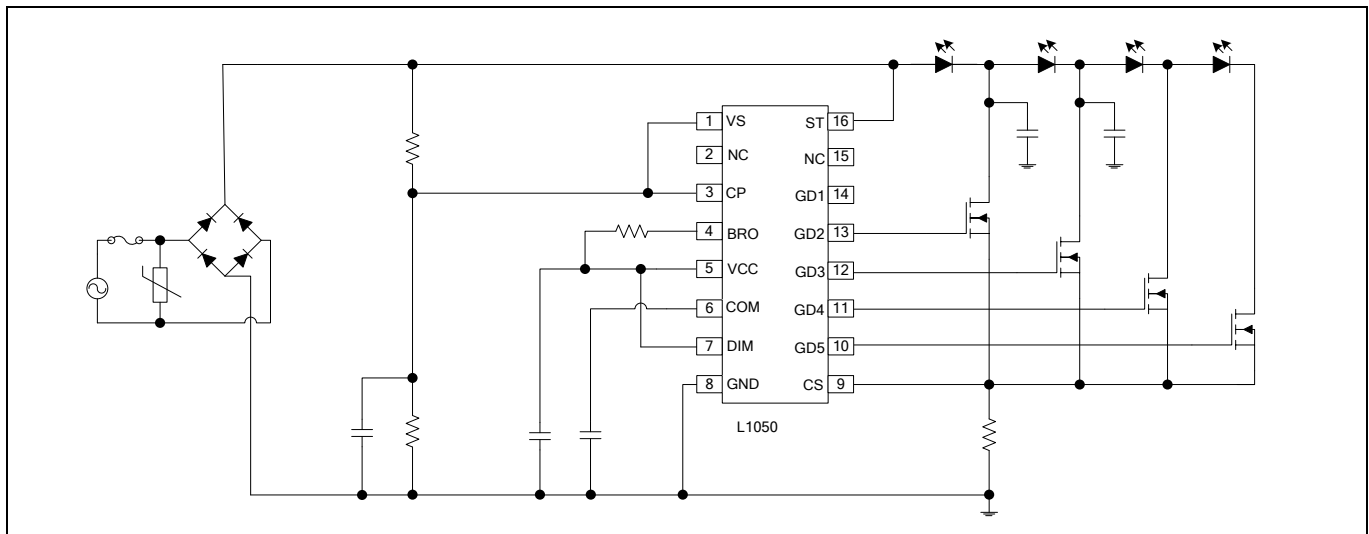 1 VS
ST 16
2 NC
NC 15
3 CP
GD1 14
4 BRO
GD2 13
5 VCC
GD3 12
6 COM
GD4 11
7 DIM
GD5 10
8 GND
CS 9
L1050